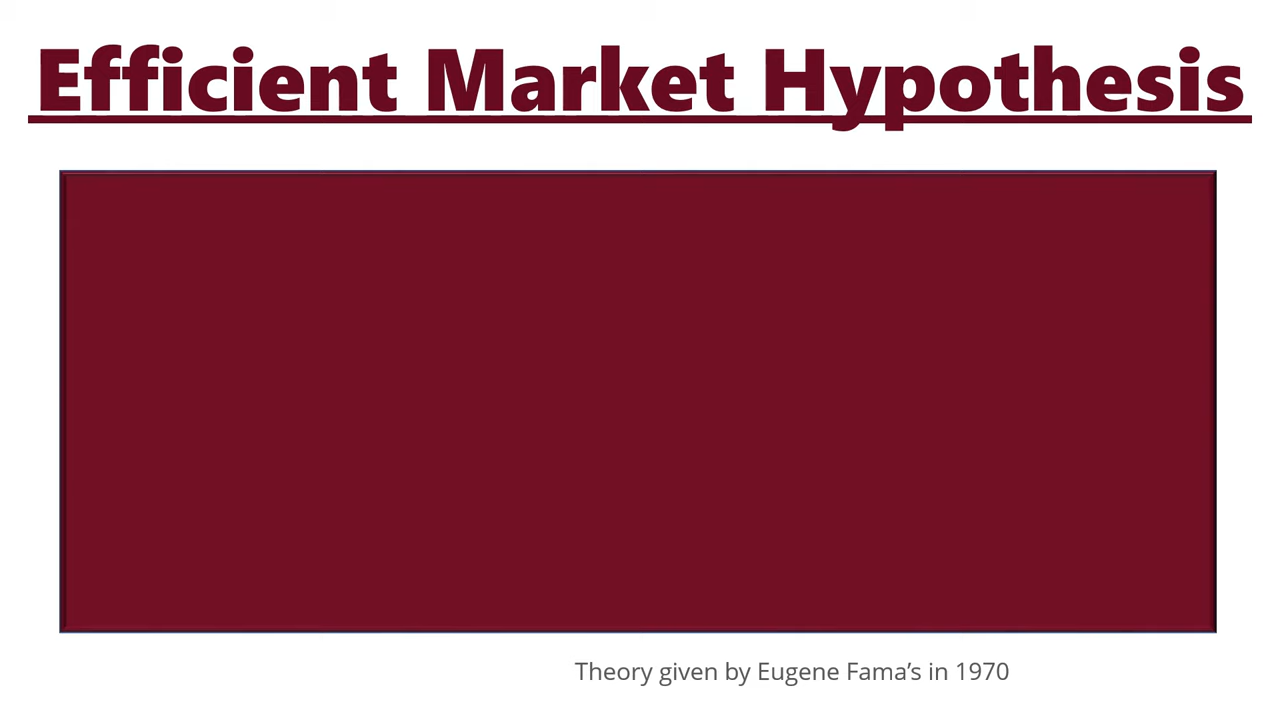 Efficient Market Hypothesis
Theory given by Eugene Fama’s in 1970